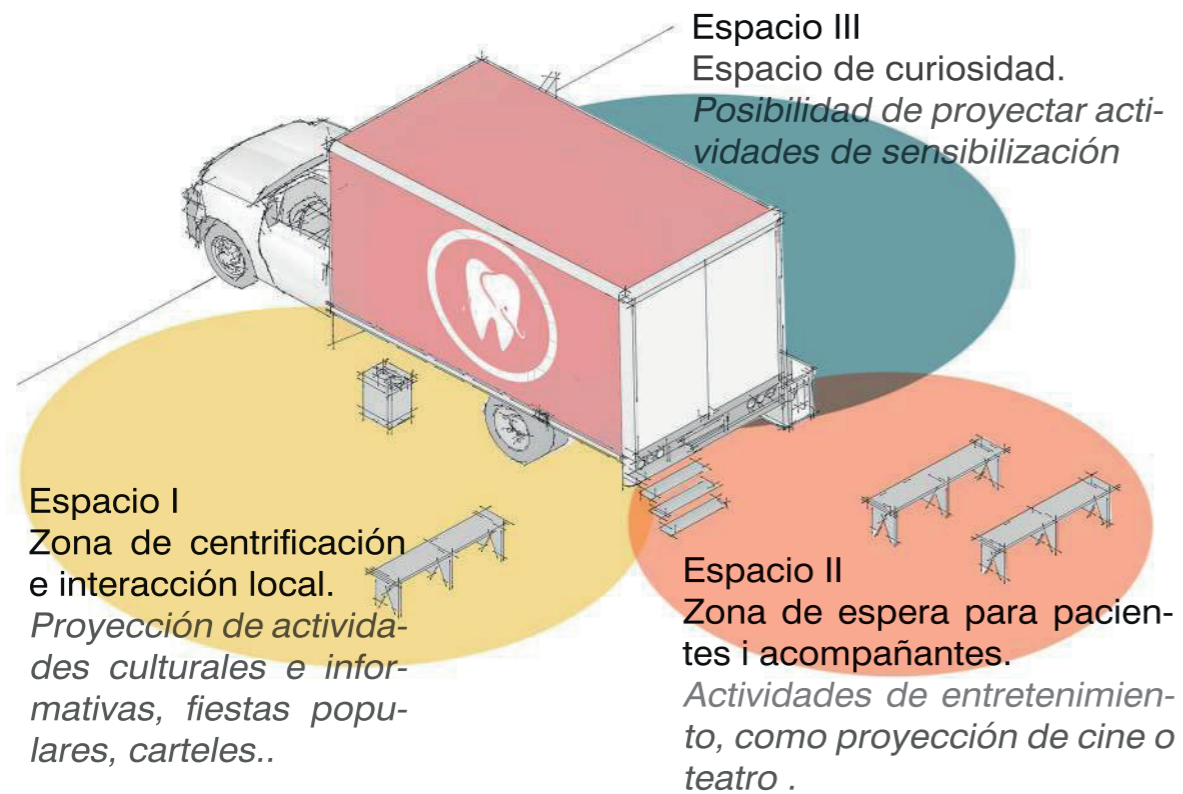 Espacio III
Espacio de curiosidad.
Posibilidad de proyectar acti-
vidades de sensibilización
Espacio I
Zona de centrificación
e interacción local.
Proyección de activida-
des culturales e infor-
mativas, fiestas popu-
lares, carteles..
Espacio II
Zona de espera para pacien-
tes i acompañantes.
Actividades de entretenimien-
to, como proyección de cine o
teatro .